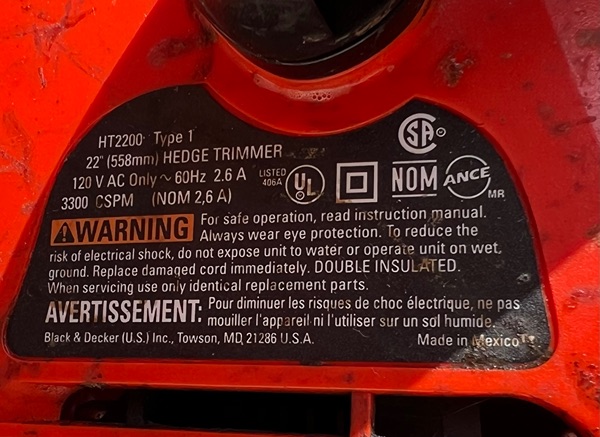 HT2200 Type 1
22" (558mm) HEDGE TRIMMER
120 V AC Only ~ 60Hz 2.6 A
3300 CSPM (NOM 2,6 A)
LISTED
406A
UL
SA
NOM
ANCE
MR
WARNING For safe operation, read instruction manual.
Always wear eye protection. To reduce the
risk of electrical shock, do not expose unit to water or operate unit on wet
ground. Replace damaged cord immediately. DOUBLE INSULATED.
When servicing use only identical replacement parts.
AVERTISSEMENT: Pour diminuer les risques de choc électrique, ne pas
mouiller l'appareil ni l'utiliser sur un sol humide.
Black & Decker (U.S.) Inc., Towson, MD 21286 U.S.A. Made in Mexico